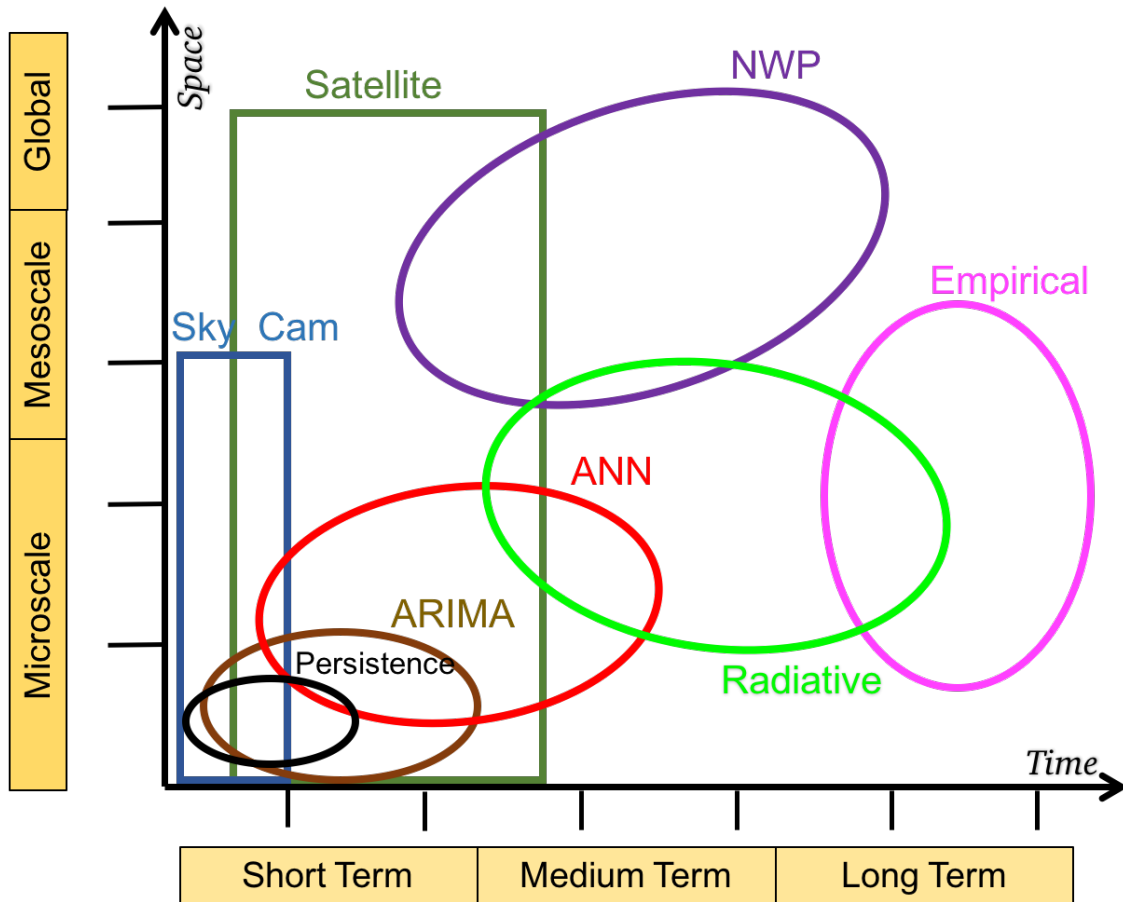 Space
Global
Mesoscale
Microscale
Satellite
NWP
Empirical
Sky Cam
ANN
ARIMA
Persistence
Radiative
Time
Short Term
Medium Term
Long Term